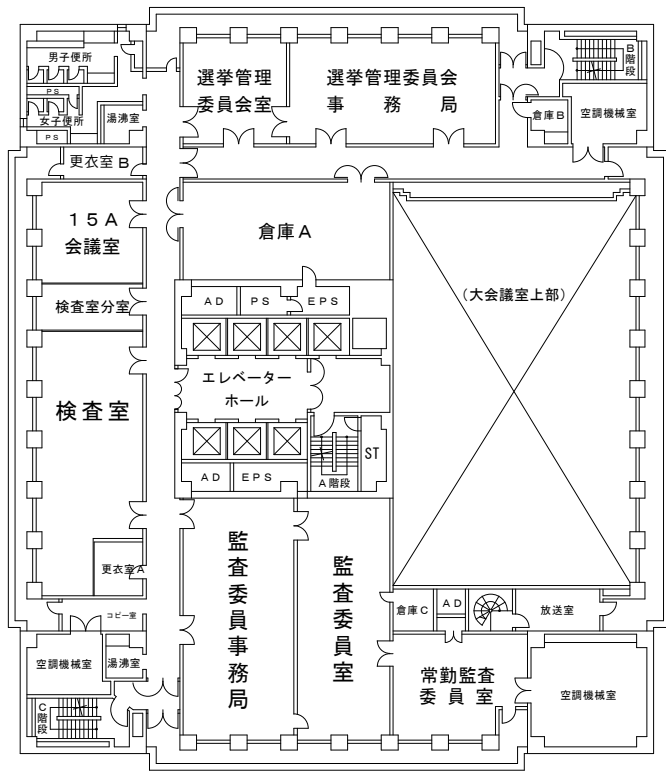 男子便所
PS
女子便所
PS
湯沸室
選挙管理
委員会室
選挙管理委員会
事務局
B階段
倉庫B
空調機械室
更衣室B
15A
会議室
倉庫A
検査室分室
AD
PS
EPS
(大会議室上部)
検査室
エレベーター
ホール
ST
A階段
AD
EPS
更衣室A
監査委員事務局
監査委員室
コピー室
倉庫C
AD
放送室
空調機械室
湯沸室
常勤監査
委員室
空調機械室
C階段